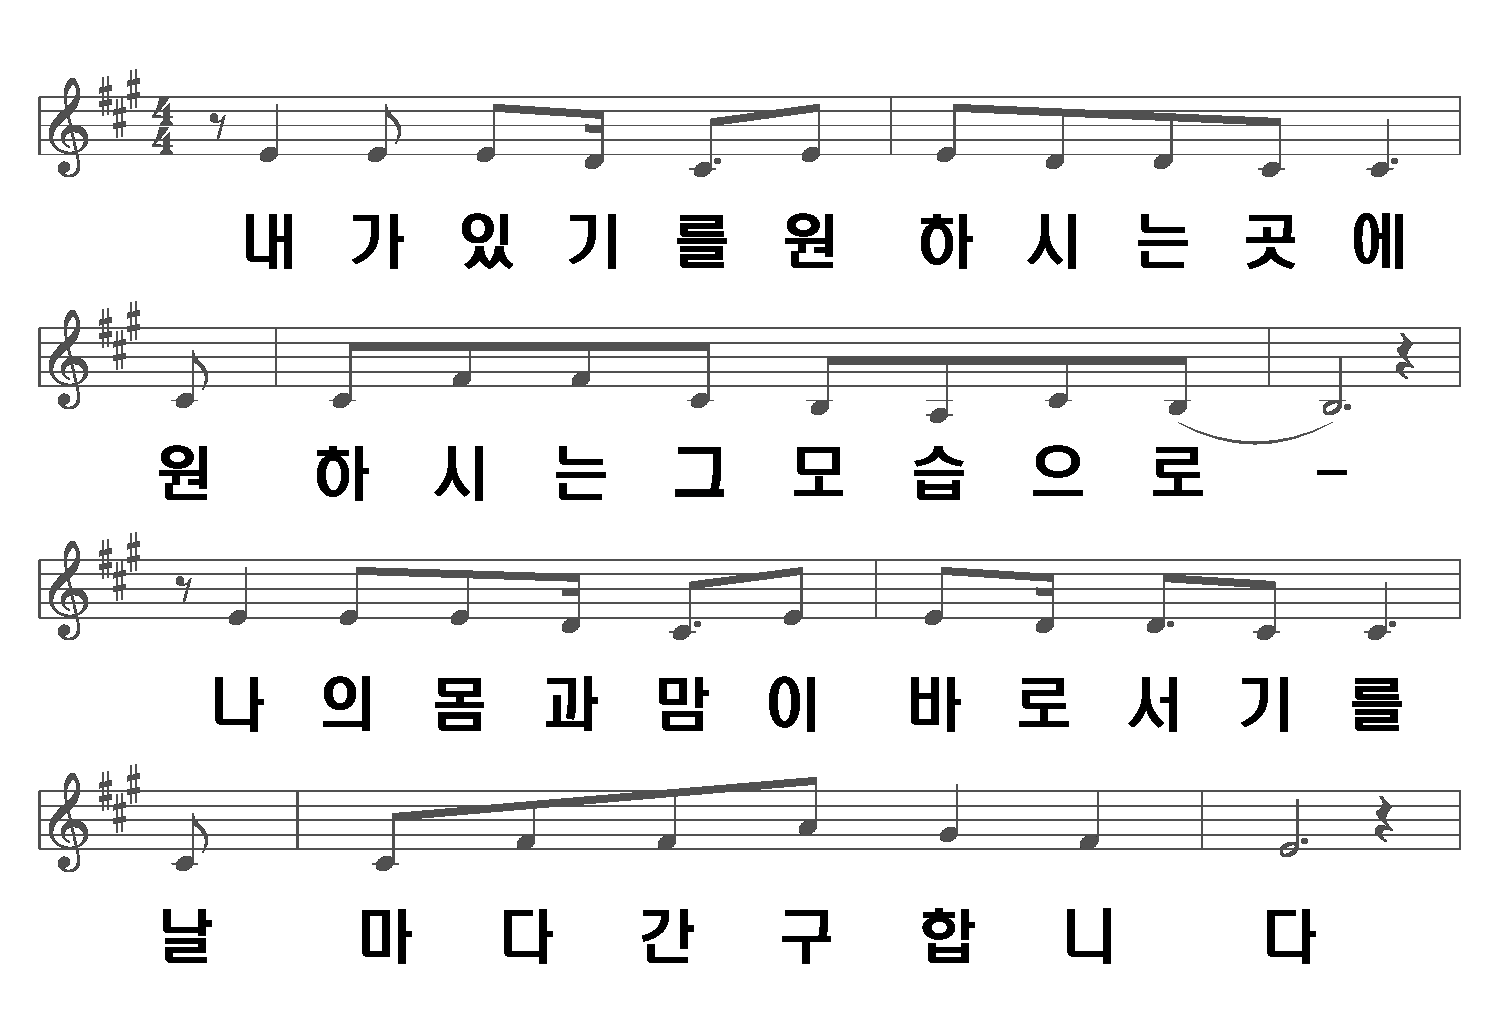 내 가 있 기 를 원 하 시 는 곳 에
원 하 시 는 그 모 습 으 로 -
나 의 몸 과 맘 이 바 로 서 기 를
날 마 다 간 구 합 니 다